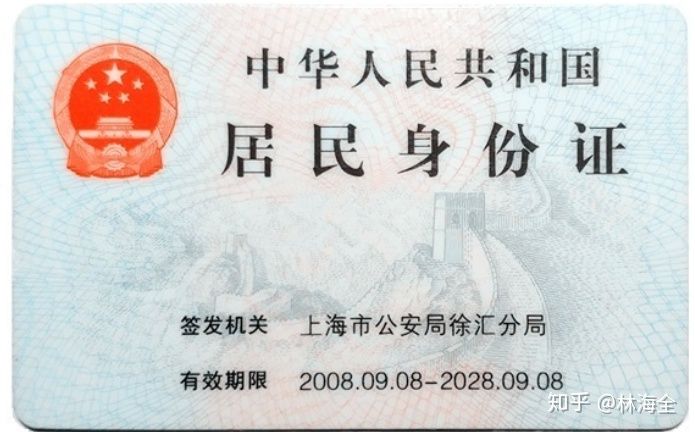 中华人民共和国
居民身份证
签发机关 上海市公安局徐汇分局
有效期限 2008.09.08-2028.09.08
知乎 @林海全